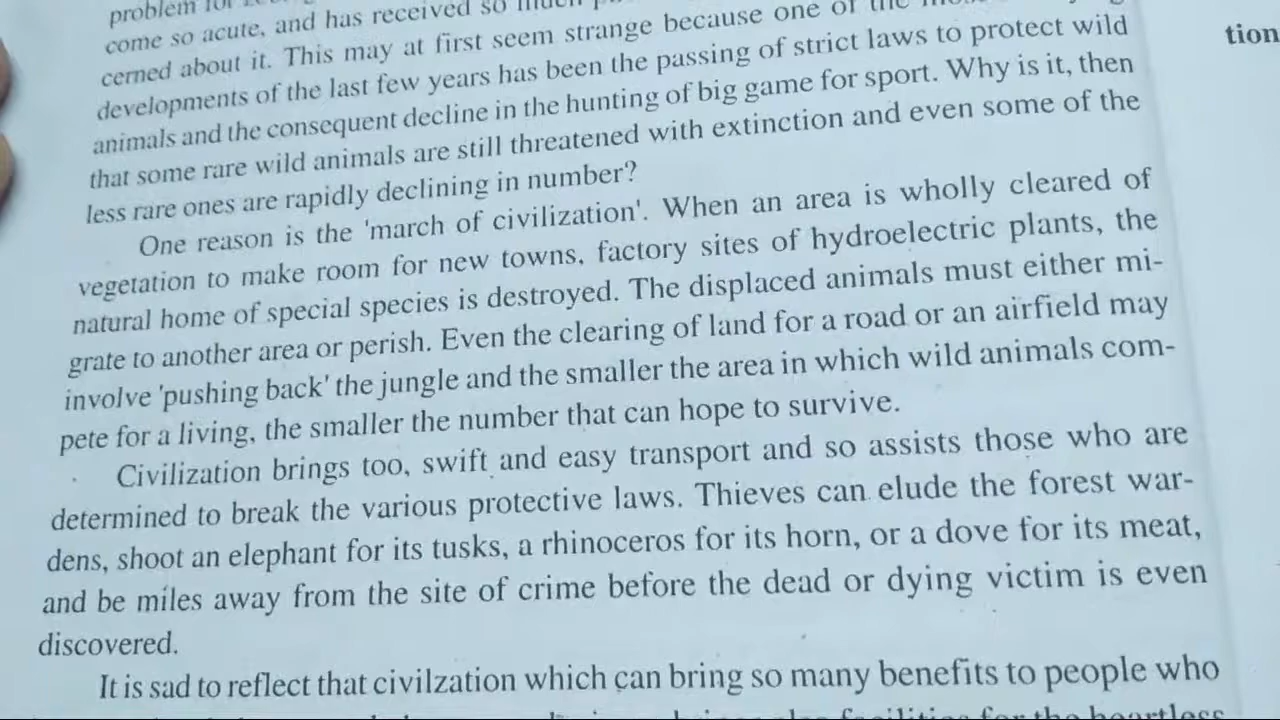 problem for
come so acute, and has received so much
cerned about it. This may at first seem strange because one of the
developments of the last few years has been the passing of strict laws to protect wild
animals and the consequent decline in the hunting of big game for sport. Why is it, then
that some rare wild animals are still threatened with extinction and even some of the
less rare ones are rapidly declining in number?
One reason is the 'march of civilization'. When an area is wholly cleared of
vegetation to make room for new towns, factory sites of hydroelectric plants, the
natural home of special species is destroyed. The displaced animals must either mi-
grate to another area or perish. Even the clearing of land for a road or an airfield may
involve 'pushing back' the jungle and the smaller the area in which wild animals com-
pete for a living, the smaller the number that can hope to survive.
Civilization brings too, swift and easy transport and so assists those who are
determined to break the various protective laws. Thieves can elude the forest war-
dens, shoot an elephant for its tusks, a rhinoceros for its horn, or a dove for its meat,
and be miles away from the site of crime before the dead or dying victim is even
discovered.
It is sad to reflect that civilzation which can bring so many benefits to people who
facilities for the heartless
tion